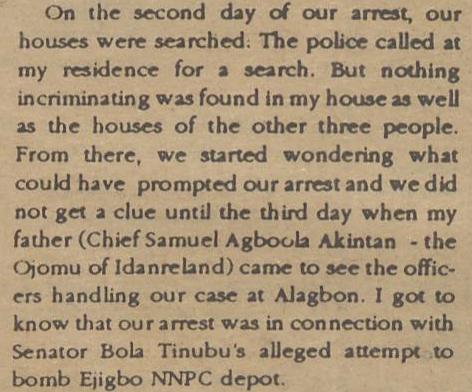 On the second day of our arrest, our
houses were searched: The police called at
my residence for a search. But nothing
incriminating was found in my house as well
as the houses of the other three people.
From there, we started wondering what
could have prompted our arrest and we did
not get a clue until the third day when my
father (Chief Samuel Agboola Akintan - the
Ojomu of Idanreland) came to see the offic-
ers handling our case at Alagbon. I got to
know that our arrest was in connection with
Senator Bola Tinubu's alleged attempt to
bomb Ejigbo NNPC depot.